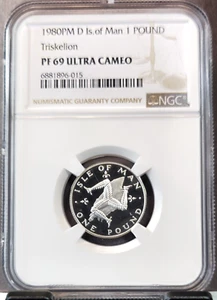 1980PM D Is.of Man 1 POUND
Triskelion
PF 69 ULTRA CAMEO
6881896-015
NUMISMATIC GUARANTY COMPANY
NGC
ISLE OF MAN
ONE POUND